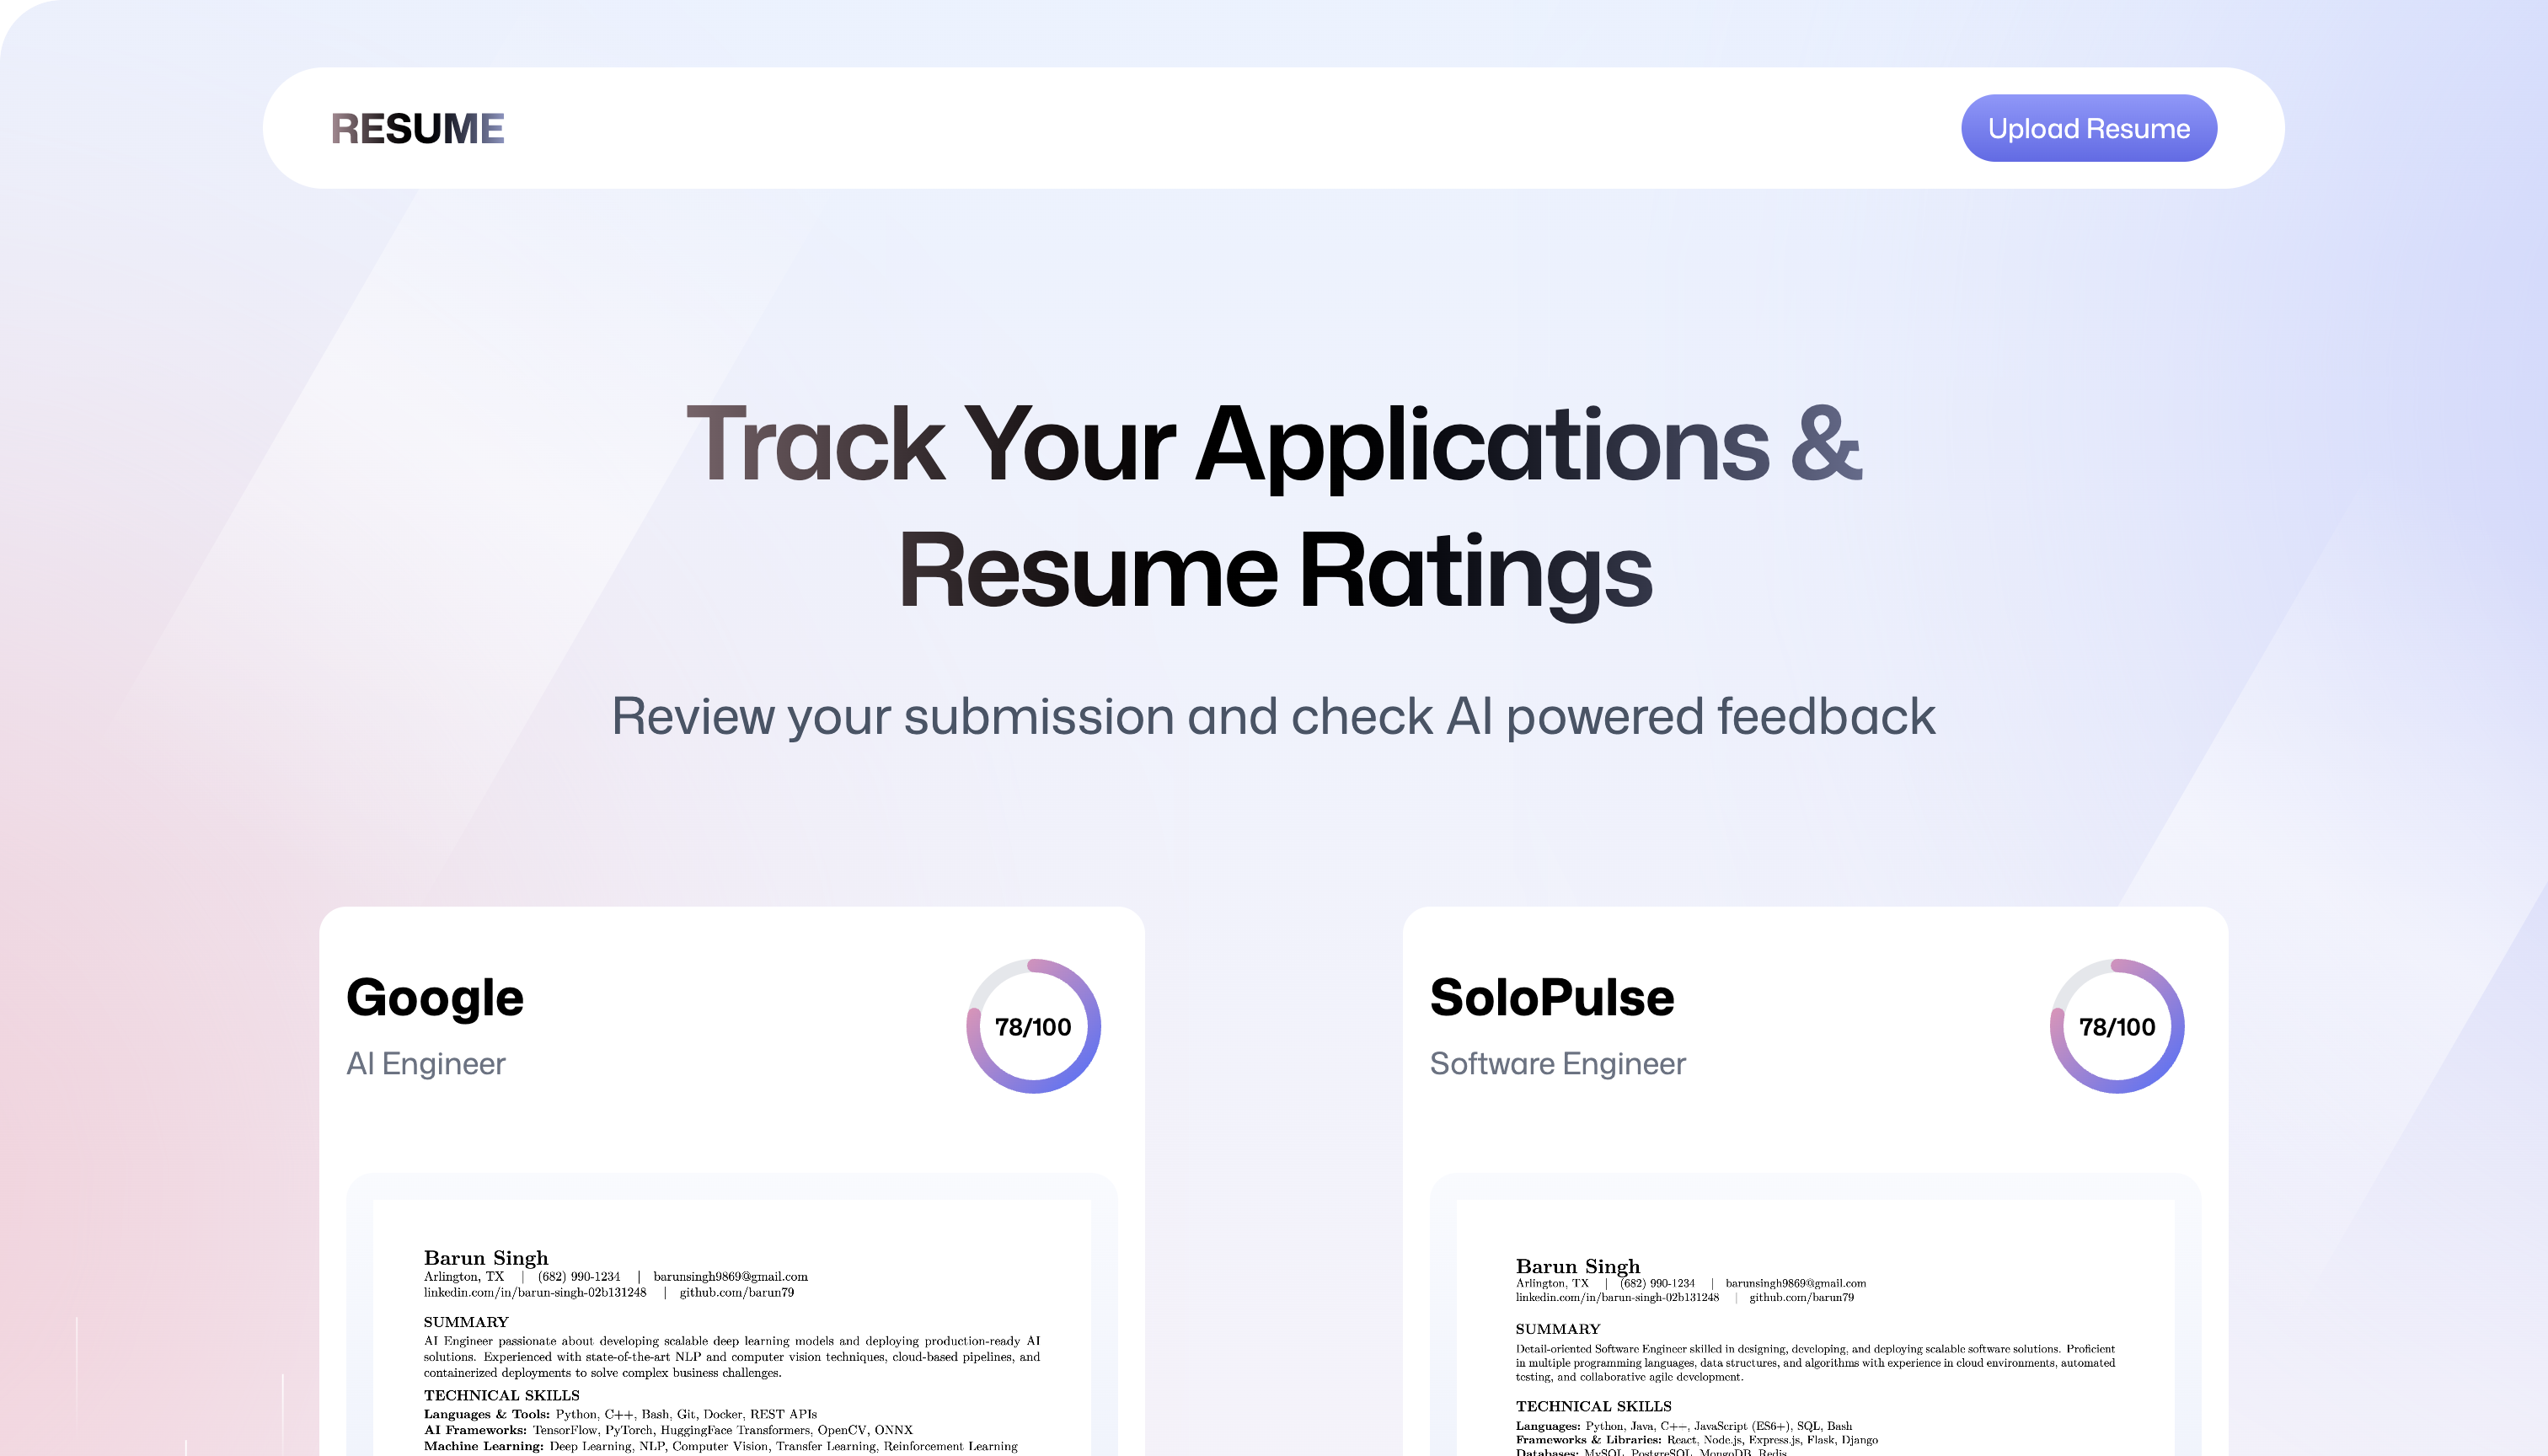 RESUME
Upload Resume
Track Your Applications &
Resume Ratings
Review your submission and check AI powered feedback
Google
AI Engineer
78/100
Barun Singh
Arlington, TX | (682) 990-1234 | barunsingh9869@gmail.com
linkedin.com/in/barun-singh-02b131248 | github.com/barun79
SUMMARY
AI Engineer passionate about developing scalable deep learning models and deploying production-ready AI
solutions. Experienced with state-of-the-art NLP and computer vision techniques, cloud-based pipelines, and
containerized deployments to solve complex business challenges.
TECHNICAL SKILLS
Languages & Tools: Python, C++, Bash, Git, Docker, REST APIs
AI Frameworks: TensorFlow, PyTorch, HuggingFace Transformers, OpenCV, ONNX
Machine Learning: Deep Learning, NLP, Computer Vision, Transfer Learning, Reinforcement Learning
SoloPulse
Software Engineer
78/100
Barun Singh
Arlington, TX | (682) 990-1234 | barunsingh9869@gmail.com
linkedin.com/in/barun-singh-02b131248 | github.com/barun79
SUMMARY
Detail-oriented Software Engineer skilled in designing, developing, and deploying scalable software solutions. Proficient
in multiple programming languages, data structures, and algorithms with experience in cloud environments, automated
testing, and collaborative agile development.
TECHNICAL SKILLS
Languages: Python, Java, C++, JavaScript (ES6+), SQL, Bash
Frameworks & Libraries: React, Node.js, Express.js, Flask, Django
Databases: MySQL, PostgreSQL, MongoDB, Redis